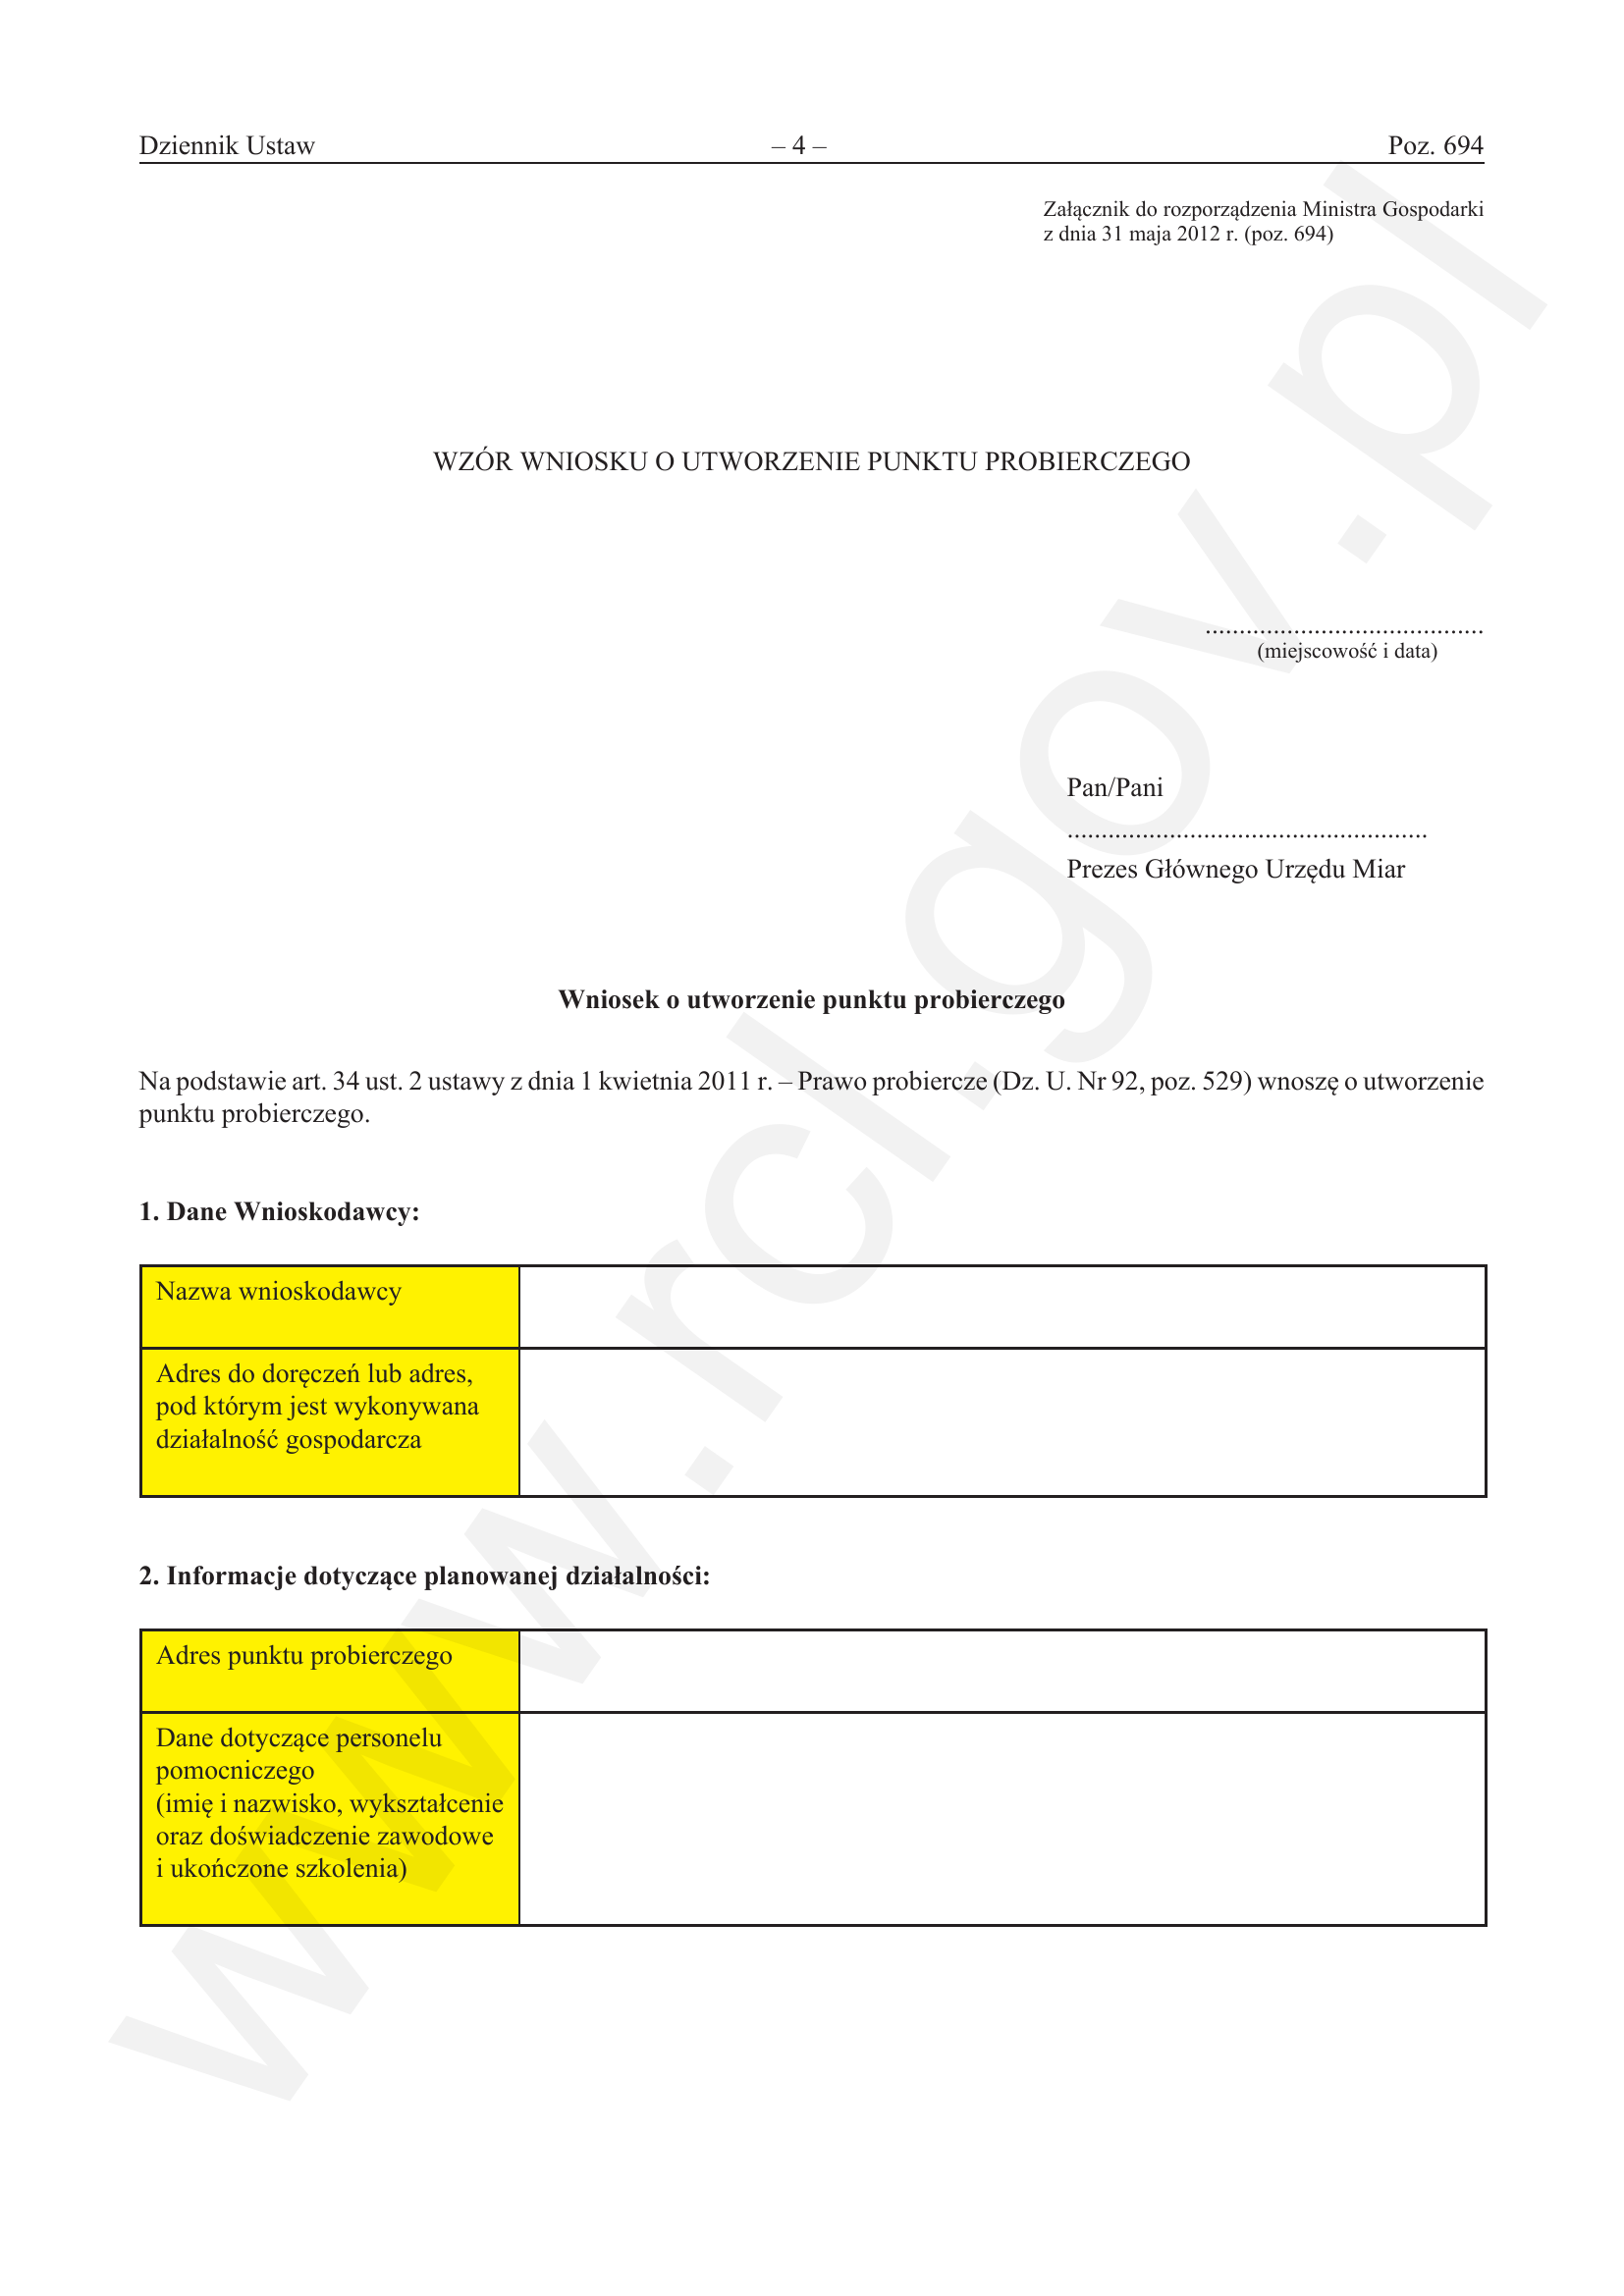 Dziennik Ustaw – 4 – Poz. 694
Załącznik do rozporządzenia Ministra Gospodarki
z dnia 31 maja 2012 r. (poz. 694)
WZÓR WNIOSKU O UTWORZENIE PUNKTU PROBIERCZEGO
.........................................
(miejscowość i data)
Pan/Pani
.....................................................
Prezes Głównego Urzędu Miar
Wniosek o utworzenie punktu probierczego
Na podstawie art. 34 ust. 2 ustawy z dnia 1 kwietnia 2011 r. – Prawo probiercze (Dz. U. Nr 92, poz. 529) wnoszę o utworzenie
punktu probierczego.
1. Dane Wnioskodawcy:
Nazwa wnioskodawcy
Adres do doręczeń lub adres,
pod którym jest wykonywana
działalność gospodarcza
2. Informacje dotyczące planowanej działalności:
Adres punktu probierczego
Dane dotyczące personelu
pomocniczego
(imię i nazwisko, wykształcenie
oraz doświadczenie zawodowe
i ukończone szkolenia)
www.rcl.gov.pl